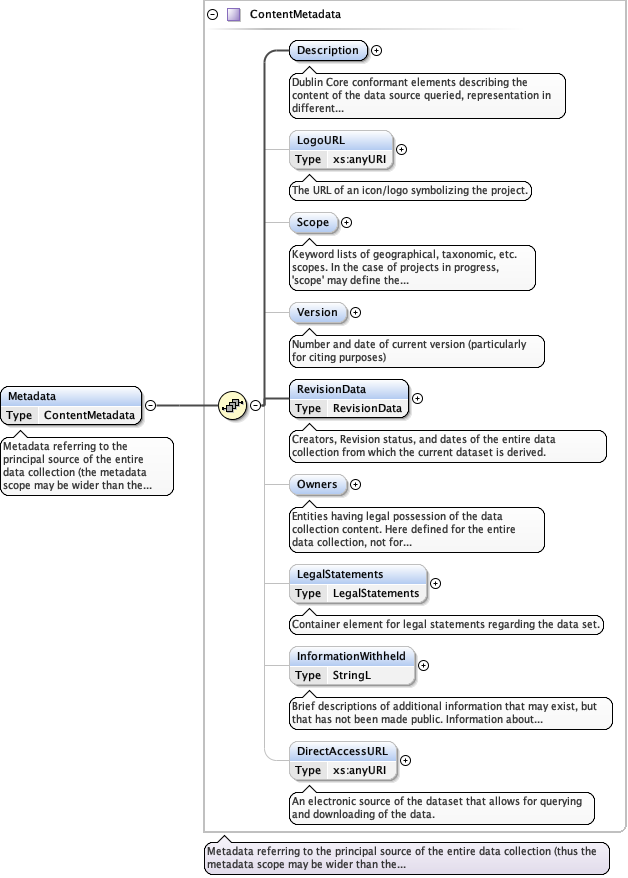 ContentMetadata
Description
Dublin Core conformant elements describing the
content of the data source queried, representation in
different...
LogoURL
Type xs:anyURI
The URL of an icon/logo symbolizing the project.
Scope
Keyword lists of geographical, taxonomic, etc.
scopes. In the case of projects in progress,
'scope' may define the...
Version
Number and date of current version (particularly
for citing purposes)
Metadata
Type ContentMetadata
Metadata referring to the
principal source of the entire
data collection (the metadata
scope may be wider than the...
RevisionData
Type RevisionData
Creators, Revision status, and dates of the entire data
collection from which the current dataset is derived.
Owners
Entities having legal possession of the data
collection content. Here defined for the entire
data collection, not for...
LegalStatements
Type LegalStatements
Container element for legal statements regarding the data set.
InformationWithheld
Type StringL
Brief descriptions of additional information that may exist, but
that has not been made public. Information about...
DirectAccessURL
Type xs:anyURI
An electronic source of the dataset that allows for querying
and downloading of the data.
Metadata referring to the principal source of the entire data collection (thus the
metadata scope may be wider than the...